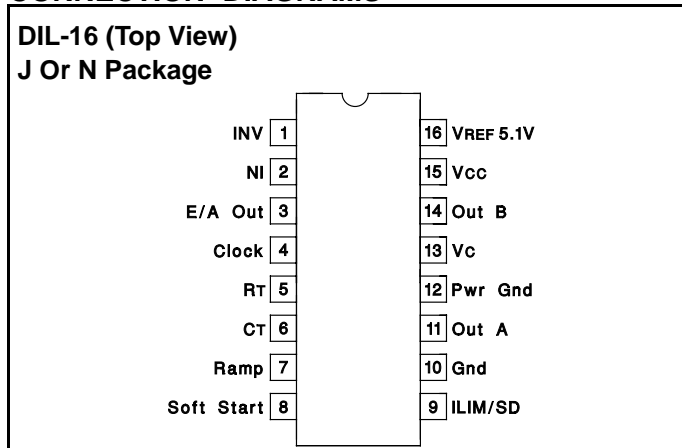 DIL-16 (Top View)
J Or N Package
INV 1
NI 2
E/A Out 3
Clock 4
RT 5
CT 6
Ramp 7
Soft Start 8
16 VREF 5.1V
15 Vcc
14 Out B
13 Vc
12 Pwr Gnd
11 Out A
10 Gnd
9 ILIM/SD